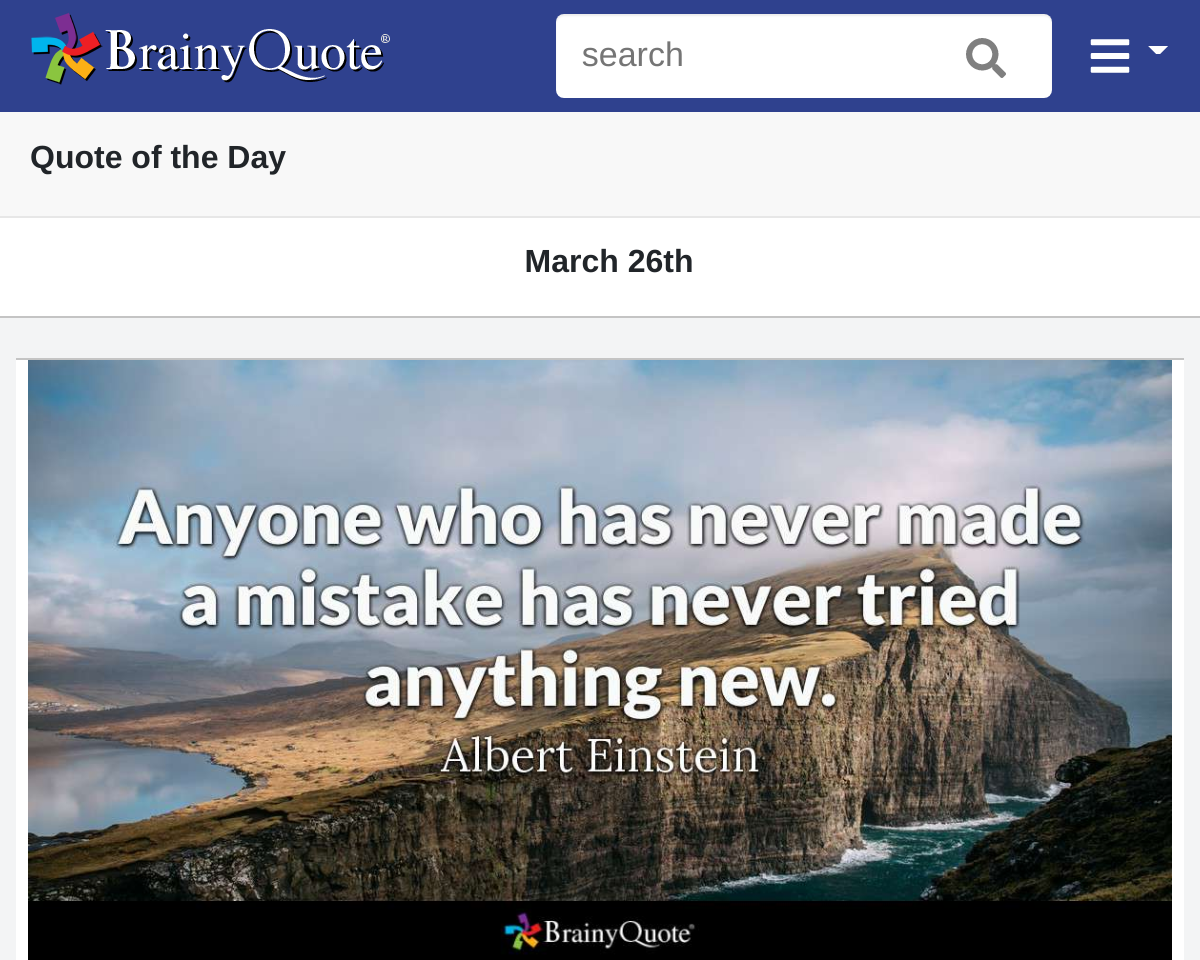 BrainyQuote®
search
Quote of the Day
March 26th
Anyone who has never made
a mistake has never tried
anything new.
Albert Einstein
BrainyQuote®